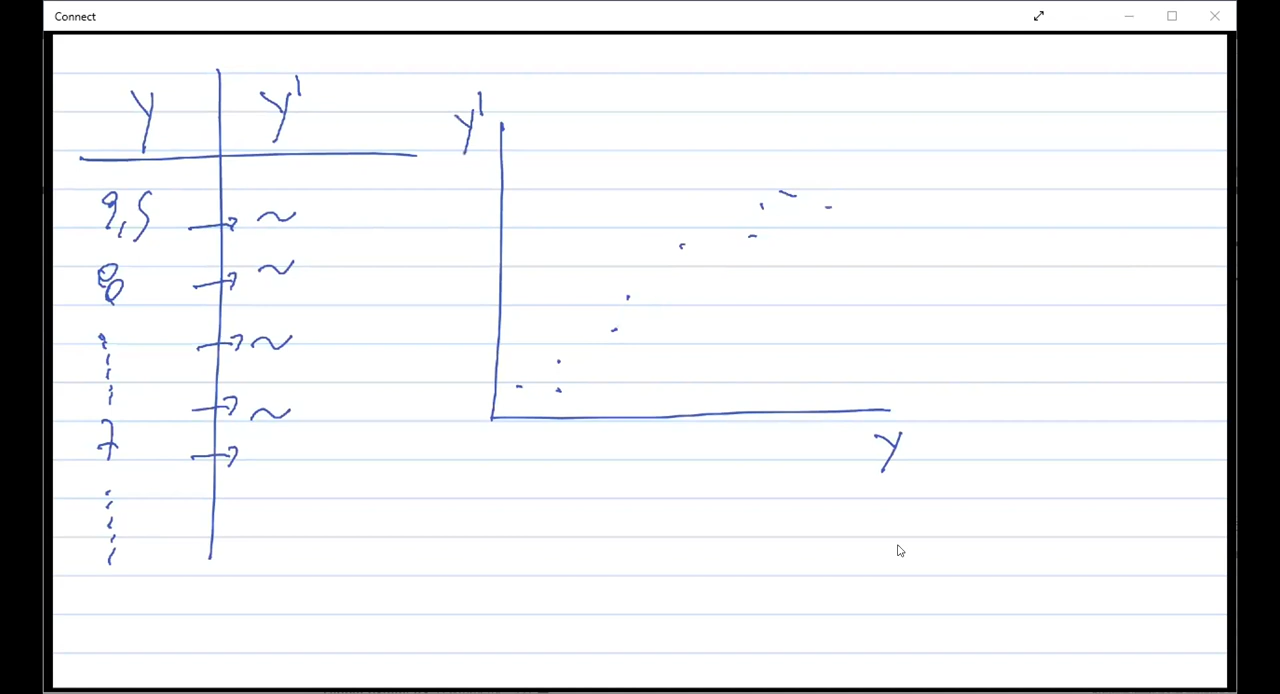 Connect
y y'
y'
9,5 → ~
8 → ~
→ ~
→ ~
7 →
y